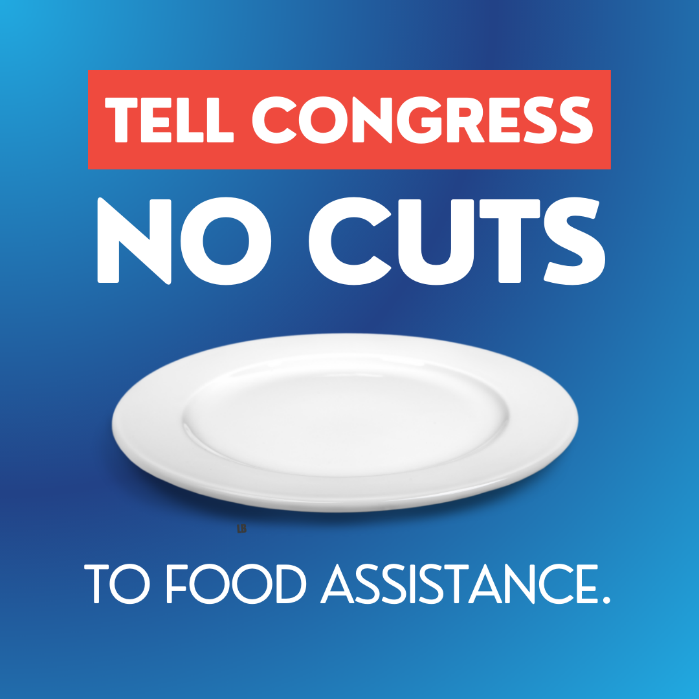 TELL CONGRESS
NO CUTS
TO FOOD ASSISTANCE.